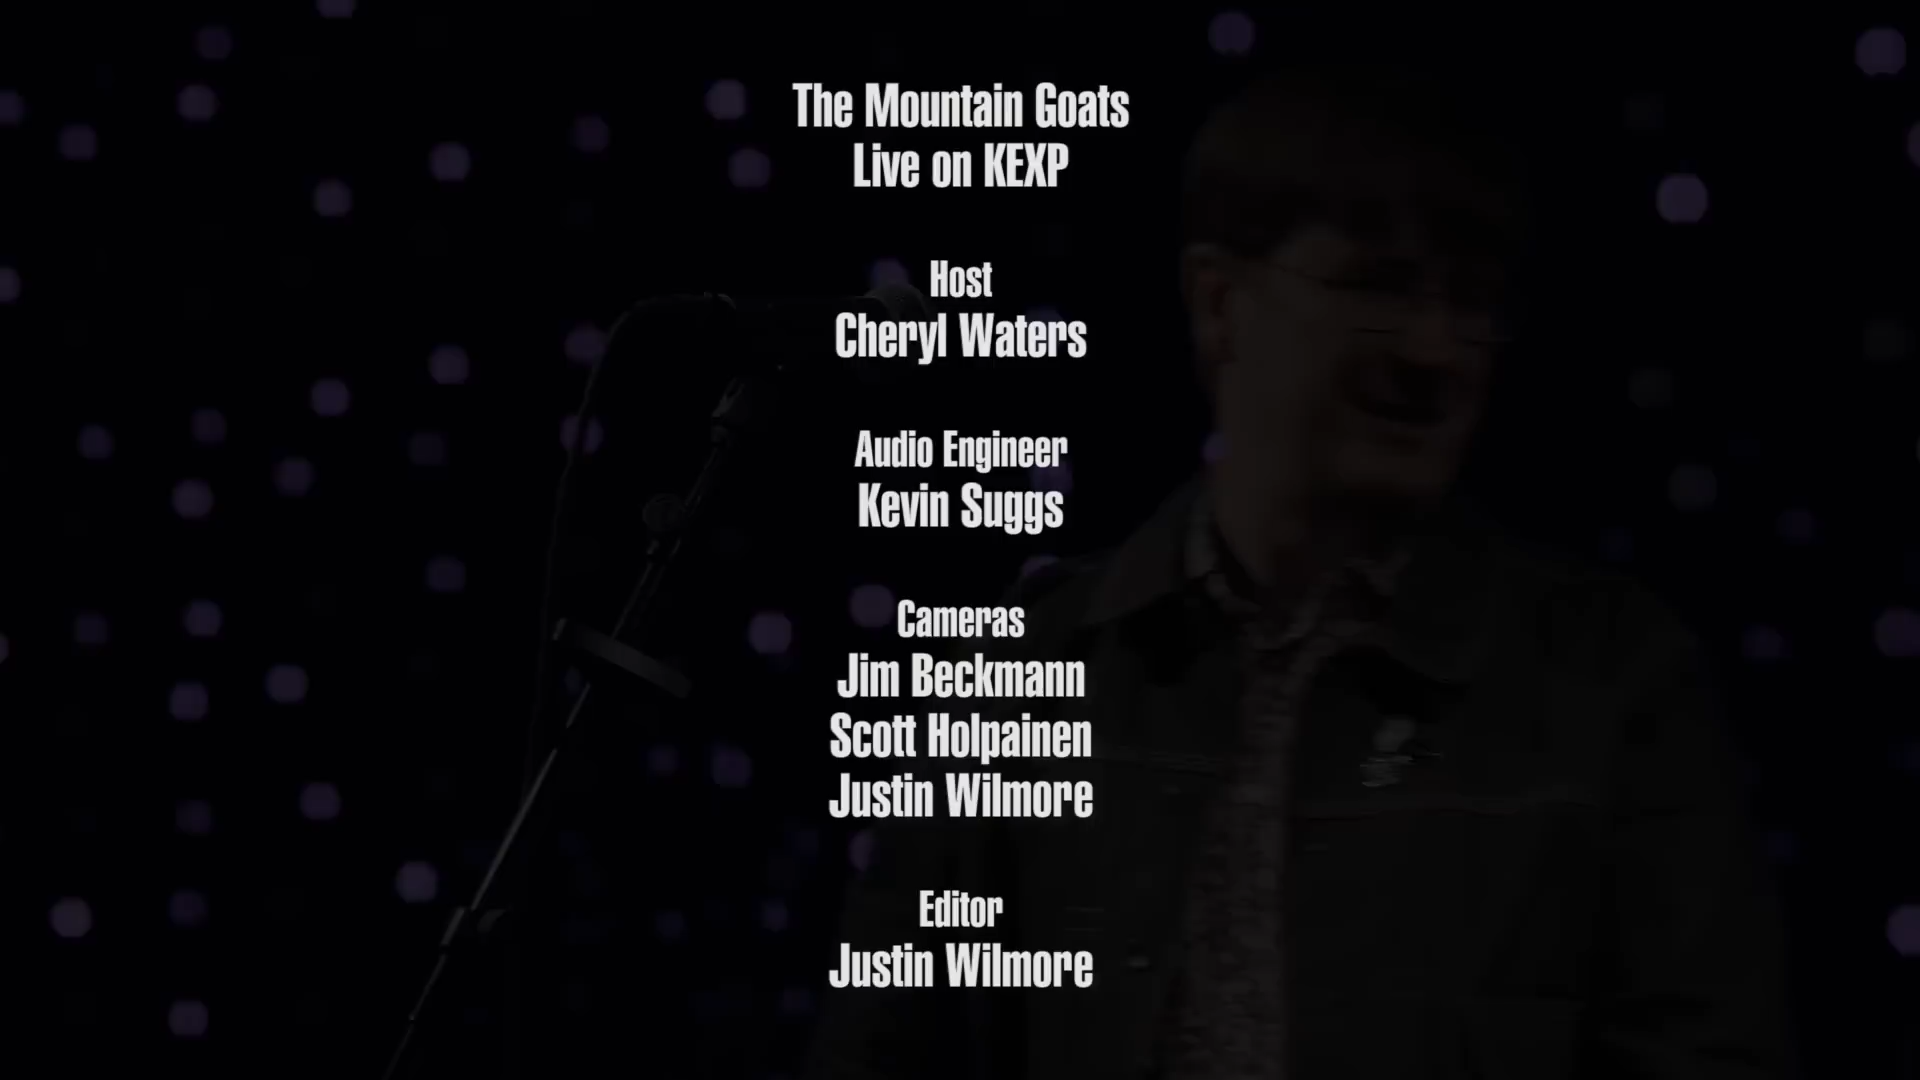 The Mountain Goats
Live on KEXP
Host
Cheryl Waters
Audio Engineer
Kevin Suggs
Cameras
Jim Beckmann
Scott Holpainen
Justin Wilmore
Editor
Justin Wilmore